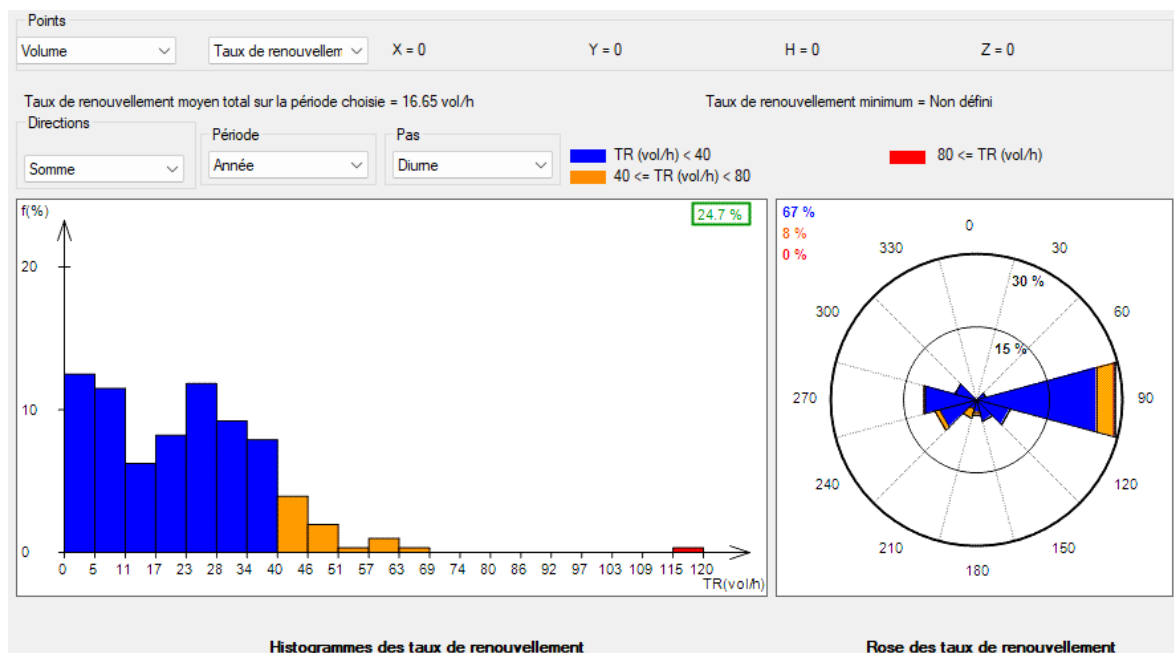 Points
Volume Taux de renouvellem X = 0 Y = 0 H = 0 Z = 0
Taux de renouvellement moyen total sur la période choisie = 16.65 vol/h Taux de renouvellement minimum = Non défini
Directions Période Pas
Somme Année Diurne
TR (vol/h) < 40 80 <= TR (vol/h)
40 <= TR (vol/h) < 80
f(%) 24.7 %
20
10
0
0 5 11 17 23 28 34 40 46 51 57 63 69 74 80 86 92 97 103 109 115 120
TR(vol/h)
67 %
8 %
0 %
0
330 30
30 %
300 60
15 %
270 90
240 120
210 150
180
Histogrammes des taux de renouvellement Rose des taux de renouvellement